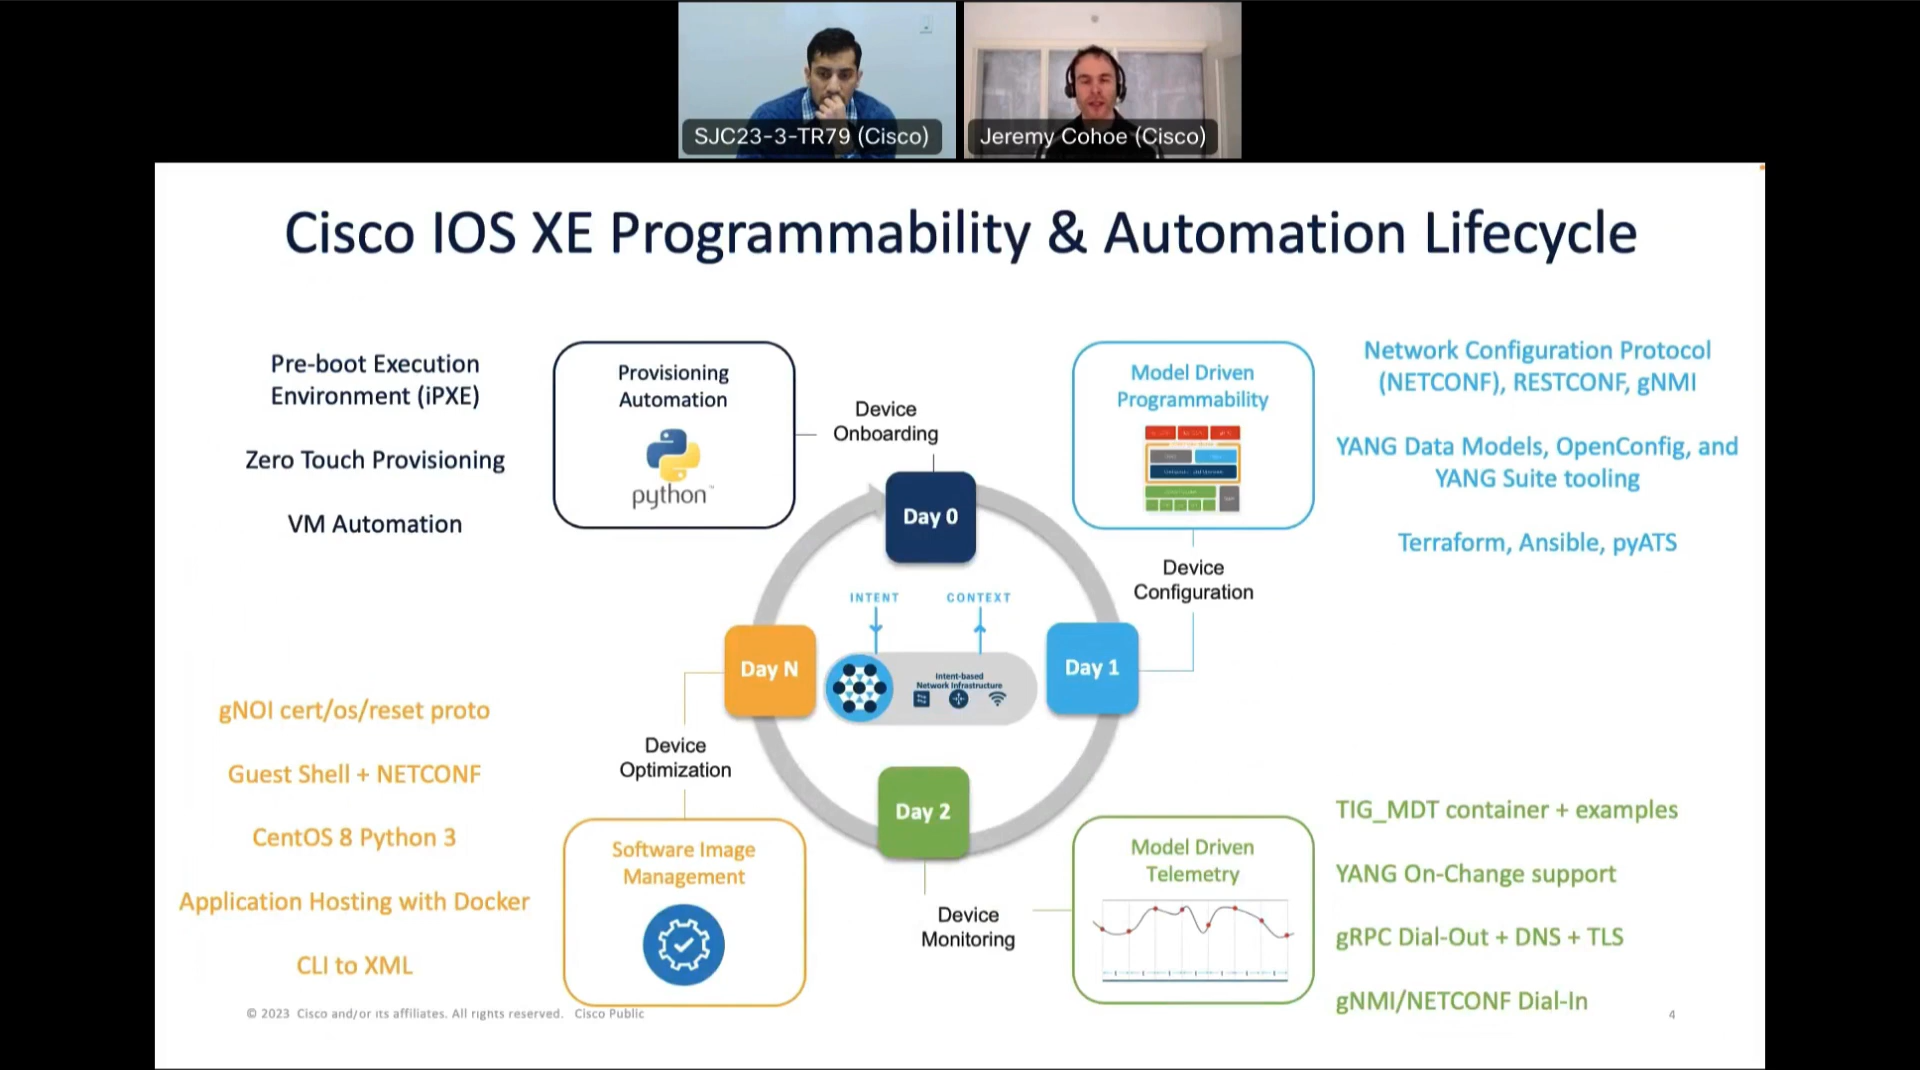 SJC23-3-TR79 (Cisco)
Jeremy Cohoe (Cisco)
Cisco IOS XE Programmability & Automation Lifecycle
Pre-boot Execution
Environment (iPXE)
Zero Touch Provisioning
VM Automation
Provisioning
Automation
python™
Device
Onboarding
Day 0
Model Driven
Programmability
Network Configuration Protocol
(NETCONF), RESTCONF, gNMI
YANG Data Models, OpenConfig, and
YANG Suite tooling
Terraform, Ansible, pyATS
Device
Configuration
INTENT
CONTEXT
Day N
Intent-based
Network Infrastructure
Day 1
gNOI cert/os/reset proto
Guest Shell + NETCONF
CentOS 8 Python 3
Application Hosting with Docker
CLI to XML
Device
Optimization
Software Image
Management
Day 2
Device
Monitoring
Model Driven
Telemetry
TIG_MDT container + examples
YANG On-Change support
gRPC Dial-Out + DNS + TLS
gNMI/NETCONF Dial-In
© 2023 Cisco and/or its affiliates. All rights reserved. Cisco Public
4